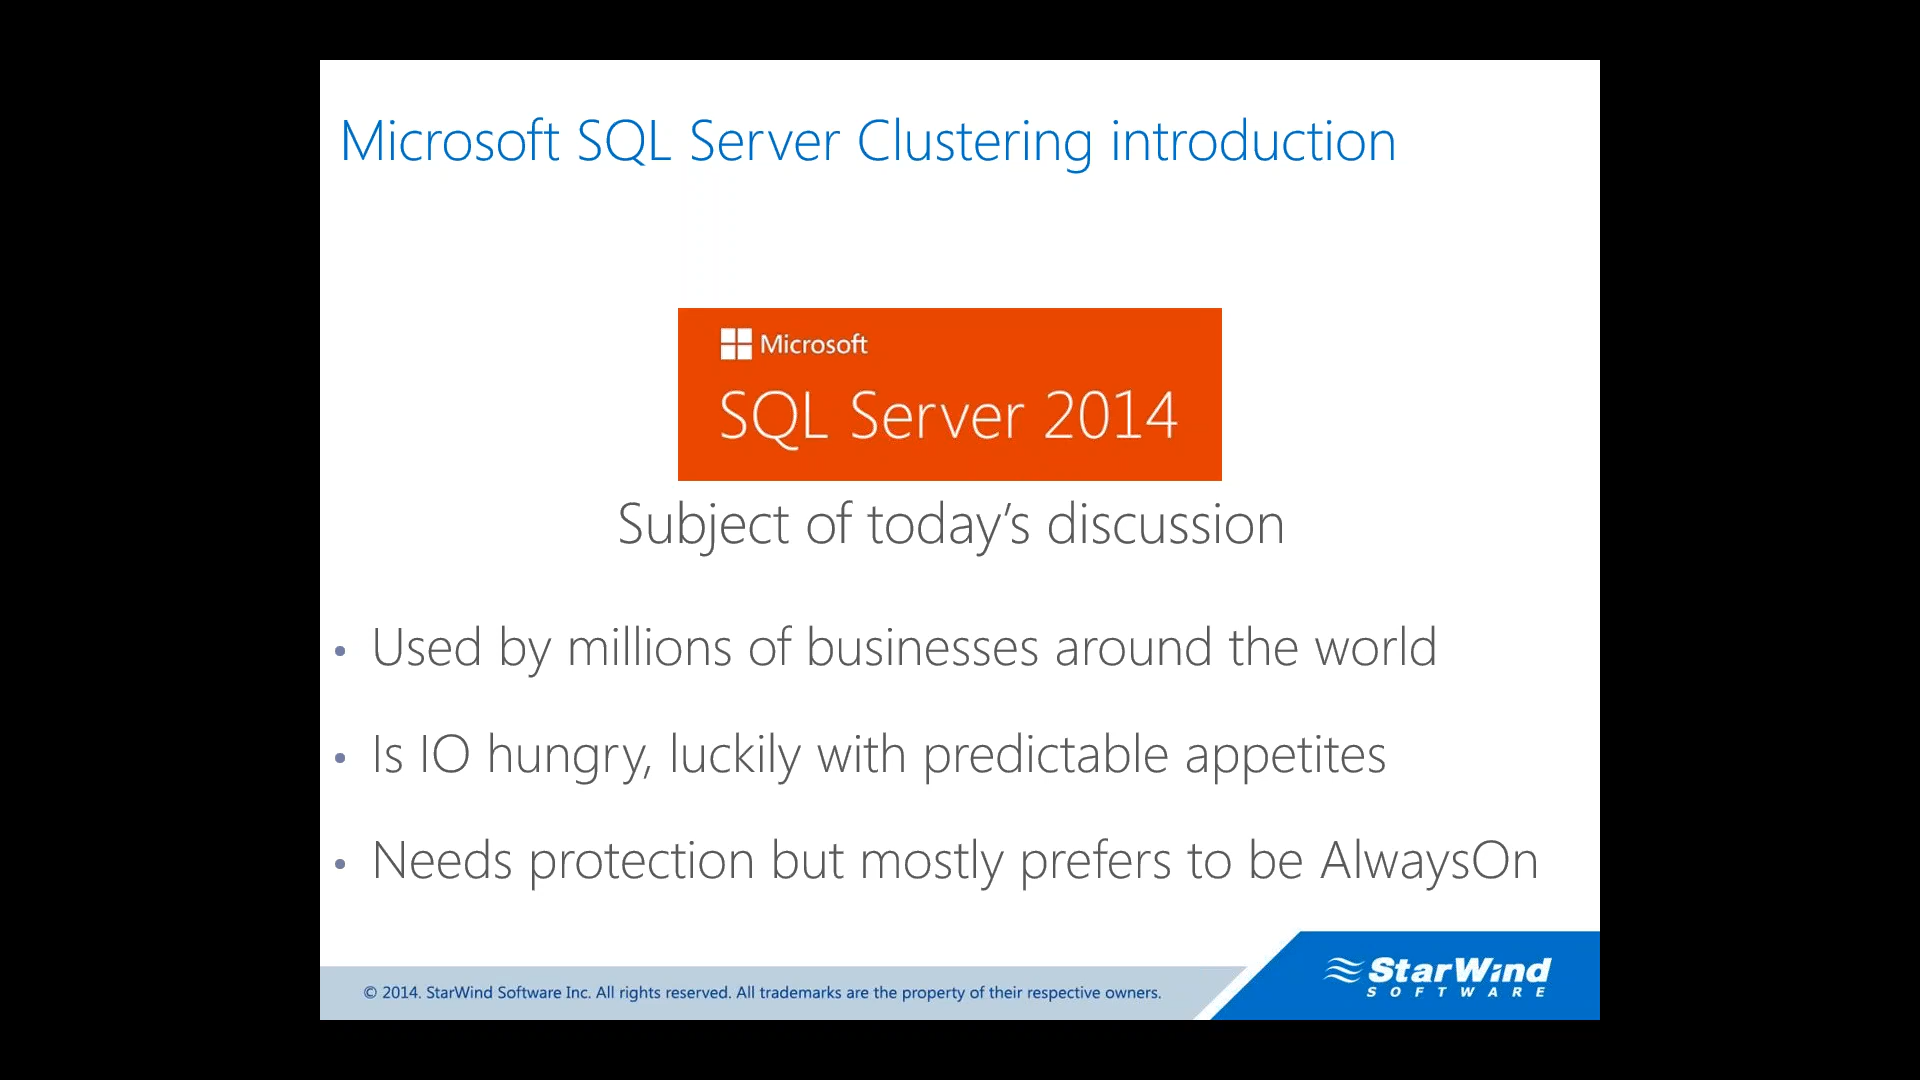 Microsoft SQL Server Clustering introduction
Microsoft
SQL Server 2014
Subject of today’s discussion
• Used by millions of businesses around the world
• Is IO hungry, luckily with predictable appetites
• Needs protection but mostly prefers to be AlwaysOn
© 2014. StarWind Software Inc. All rights reserved. All trademarks are the property of their respective owners.
StarWind
SOFTWARE